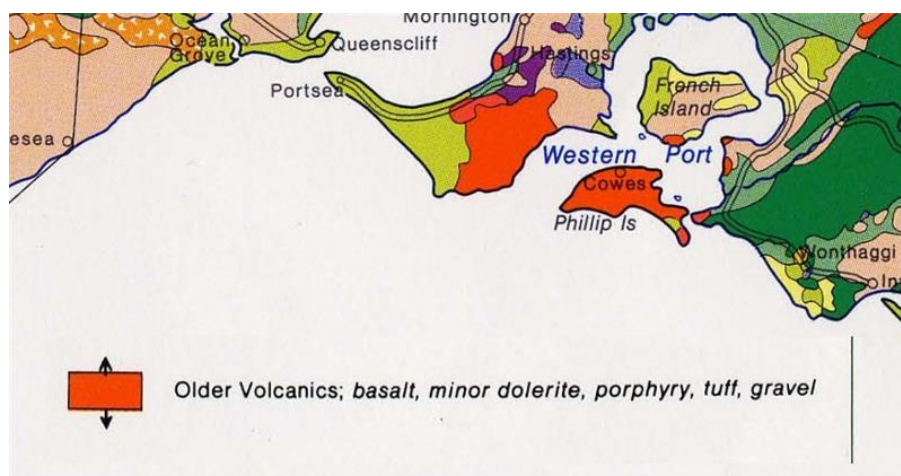 Mornington
Ocean
Grove
Queenscliff
Hastings
Portsea
French
Island
esea
Western Port
Cowes
Phillip Is
Wonthaggi
In
Older Volcanics; basalt, minor dolerite, porphyry, tuff, gravel